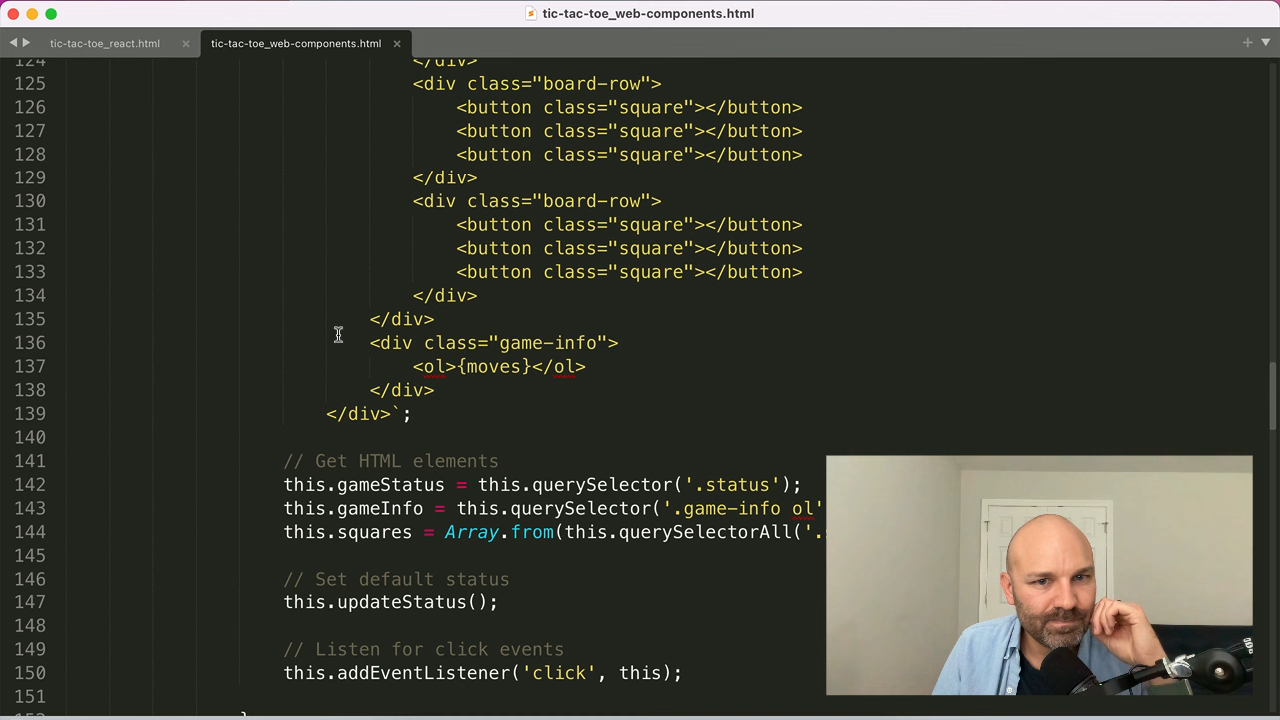 tic-tac-toe_web-components.html
tic-tac-toe_react.html
tic-tac-toe_web-components.html
124 </div>
125 <div class="board-row">
126 <button class="square"></button>
127 <button class="square"></button>
128 <button class="square"></button>
129 </div>
130 <div class="board-row">
131 <button class="square"></button>
132 <button class="square"></button>
133 <button class="square"></button>
134 </div>
135 </div>
136 <div class="game-info">
137 <ol>{moves}</ol>
138 </div>
139 </div>`;
140
141 // Get HTML elements
142 this.gameStatus = this.querySelector('.status');
143 this.gameInfo = this.querySelector('.game-info ol'
144 this.squares = Array.from(this.querySelectorAll('.
145
146 // Set default status
147 this.updateStatus();
148
149 // Listen for click events
150 this.addEventListener('click', this);
151
}